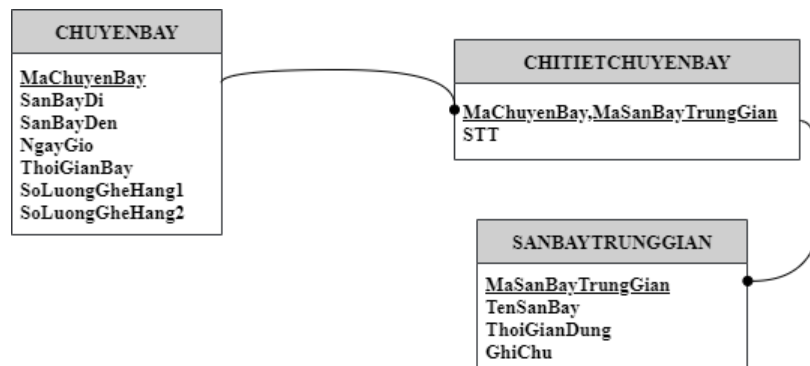 CHUYENBAY
MaChuyenBay
SanBayDi
SanBayDen
NgayGio
ThoiGianBay
SoLuongGheHang1
SoLuongGheHang2
CHITIETCHUYENBAY
MaChuyenBay,MaSanBayTrungGian
STT
SANBAYTRUNGGIAN
MaSanBayTrungGian
TenSanBay
ThoiGianDung
GhiChu